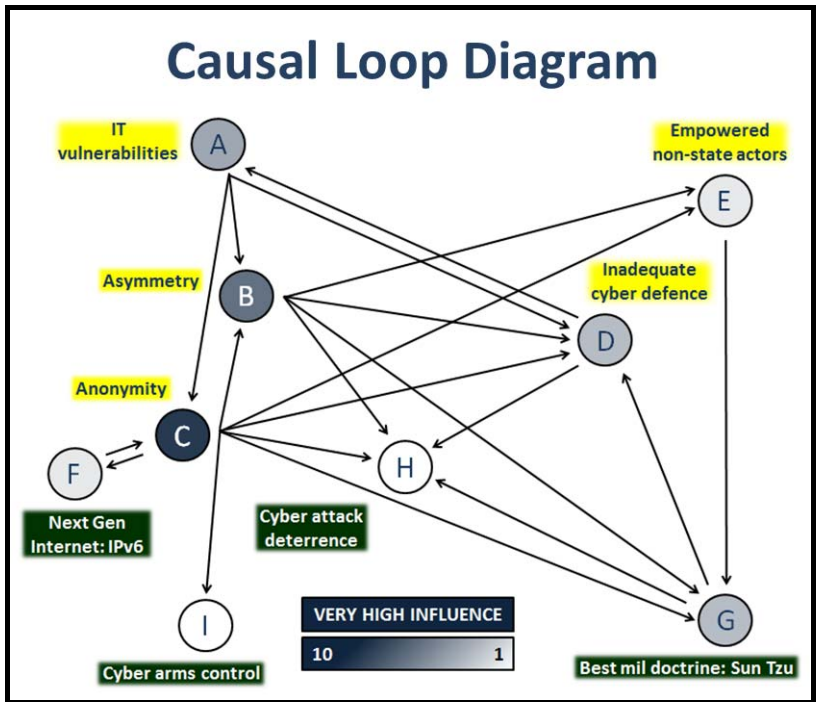 Causal Loop Diagram
IT
vulnerabilities
A
Empowered
non-state actors
E
Asymmetry
B
Inadequate
cyber defence
D
Anonymity
C
F
H
Next Gen
Internet: IPv6
Cyber attack
deterrence
I
VERY HIGH INFLUENCE
10 1
G
Cyber arms control
Best mil doctrine: Sun Tzu